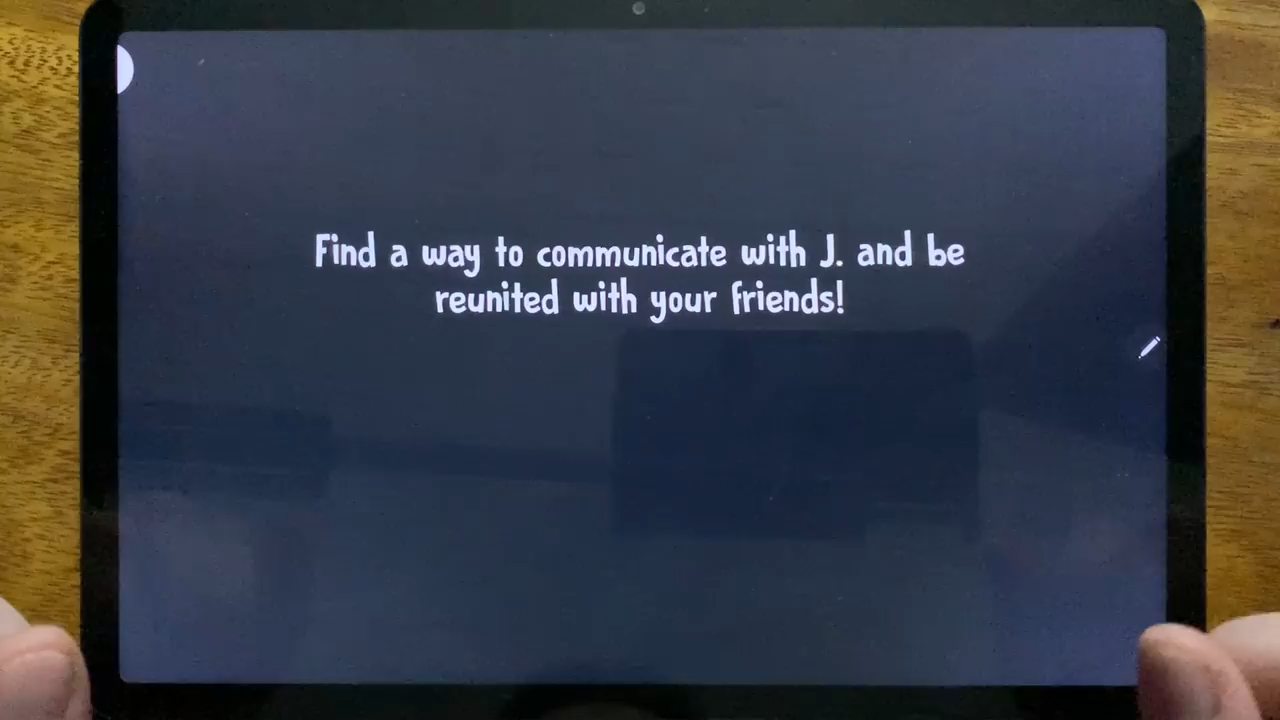 Find a way to communicate with J. and be
reunited with your friends!